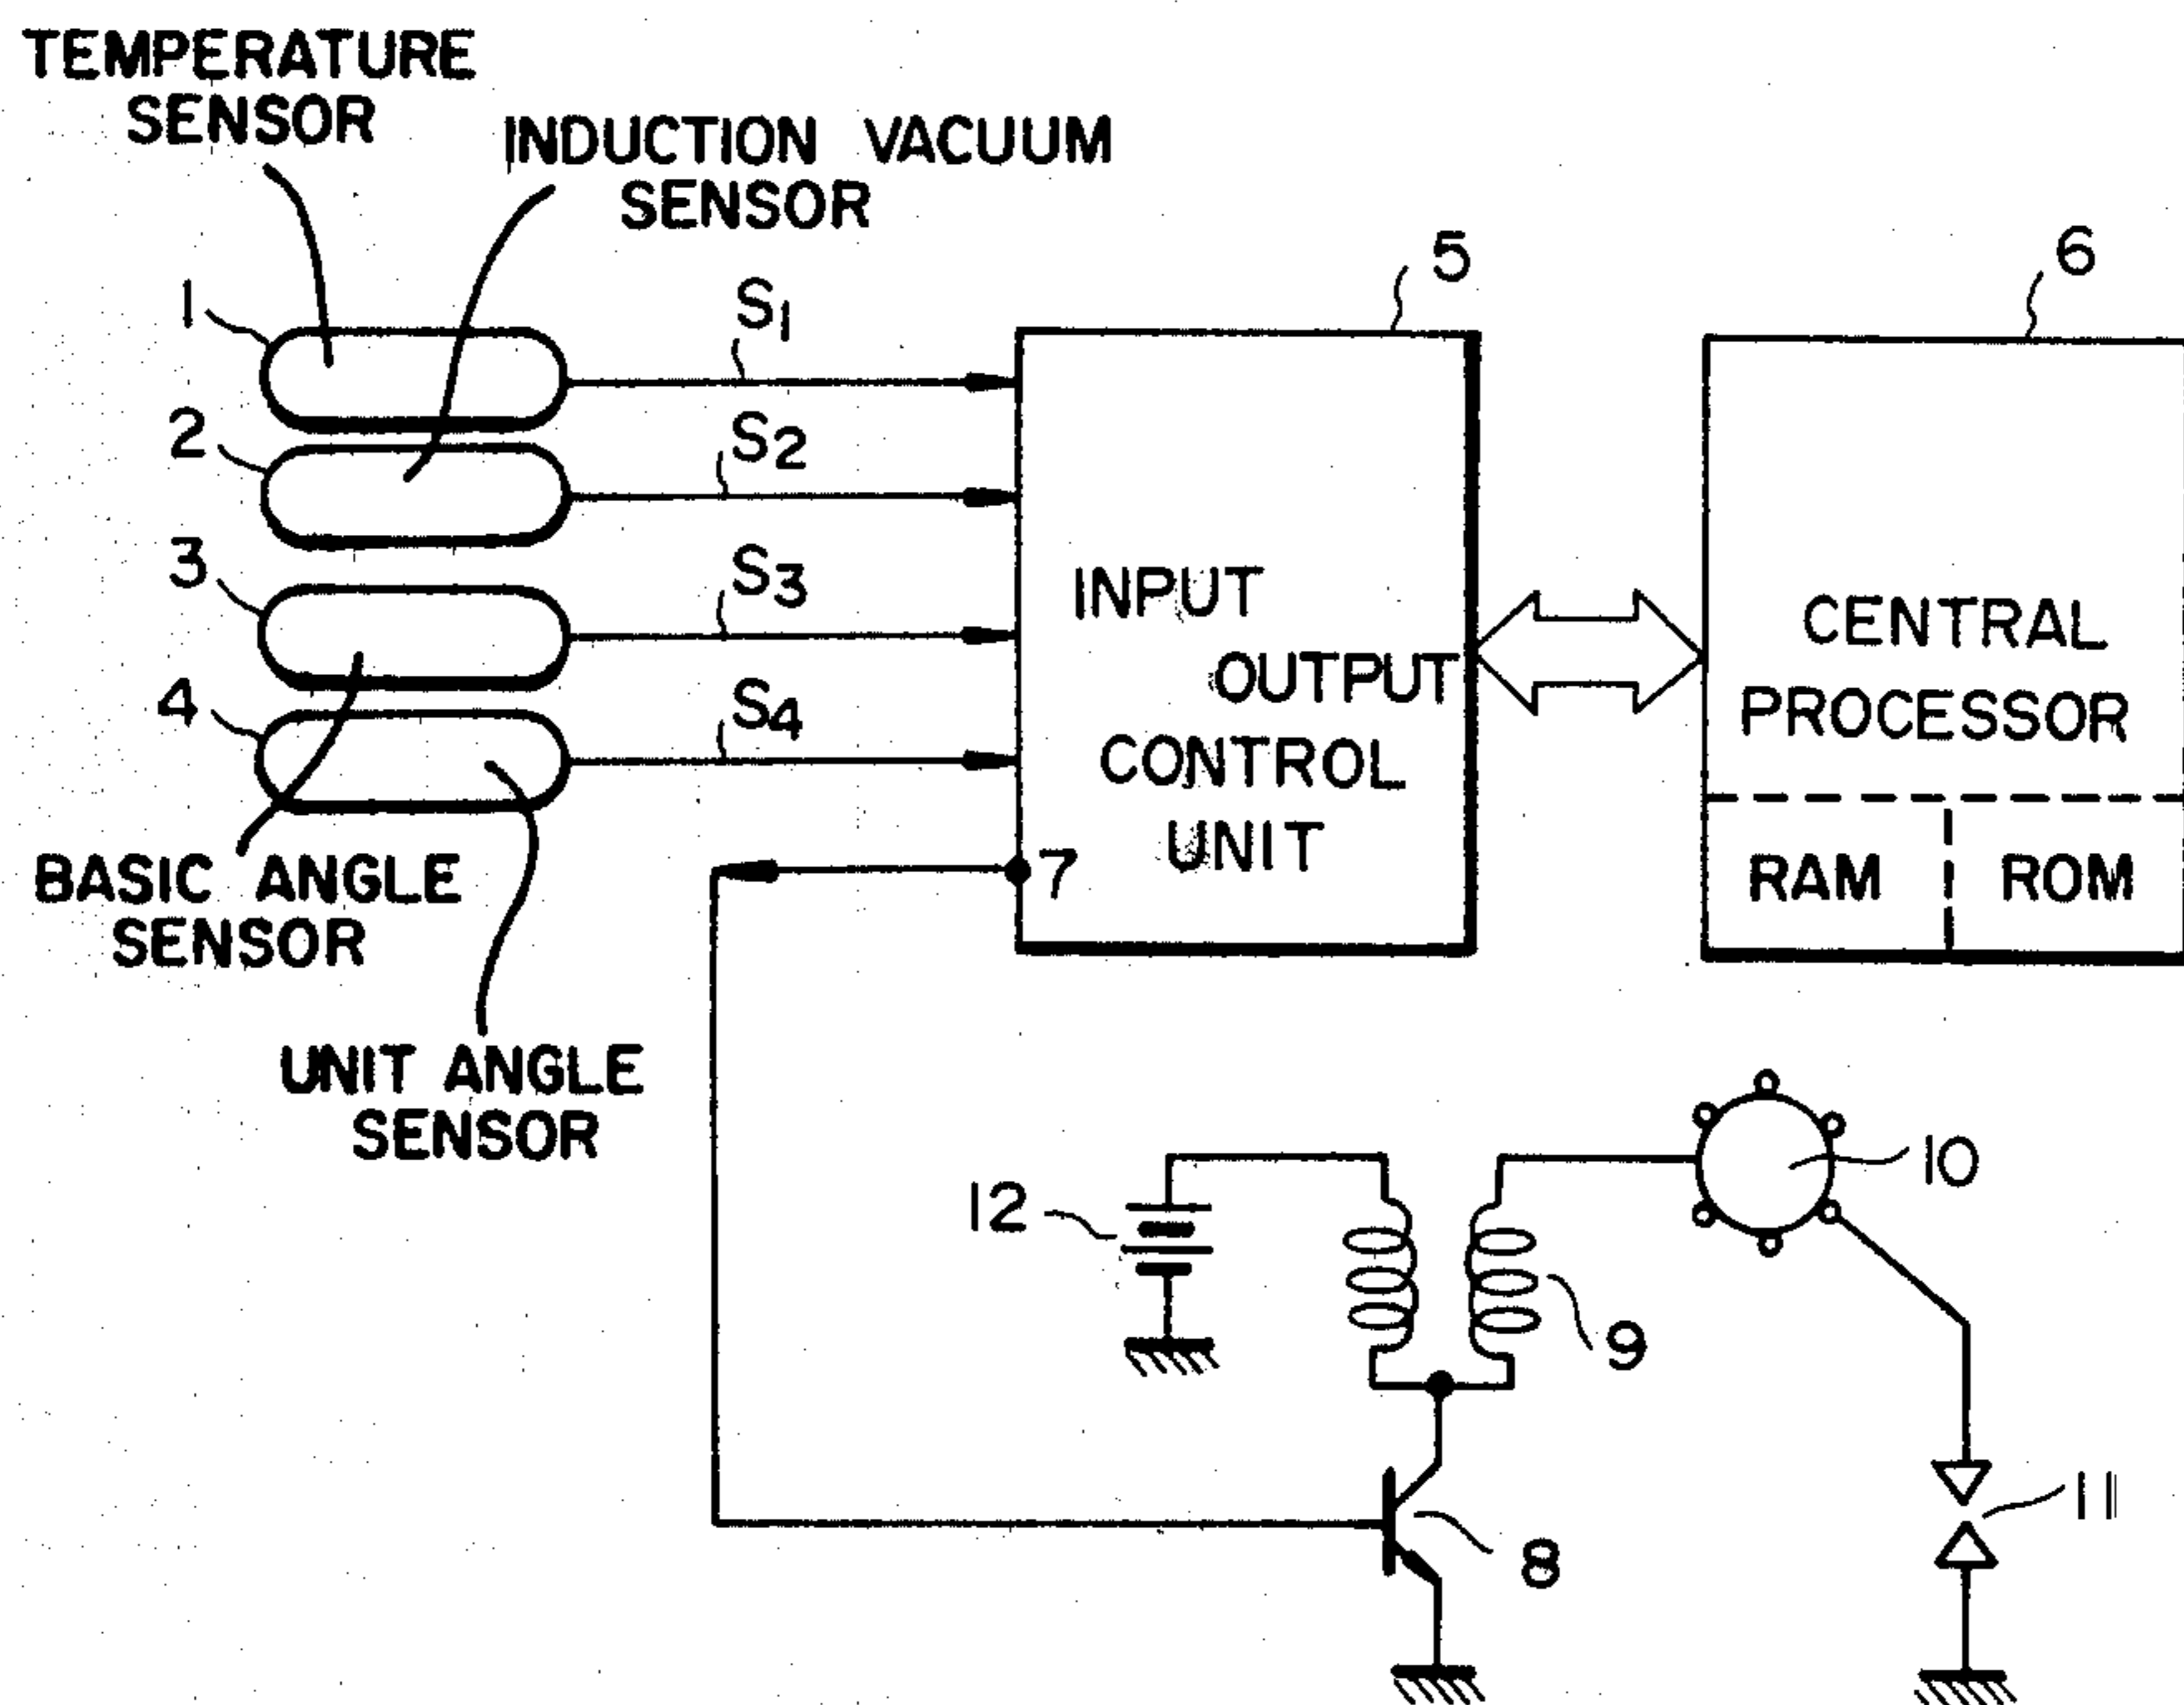 TEMPERATURE
SENSOR
INDUCTION VACUUM
SENSOR
1
2
3
4
S1
S2
S3
S4
5
6
INPUT
OUTPUT
CONTROL
UNIT
7
CENTRAL
PROCESSOR
RAM
ROM
BASIC ANGLE
SENSOR
UNIT ANGLE
SENSOR
12
9
10
8
11